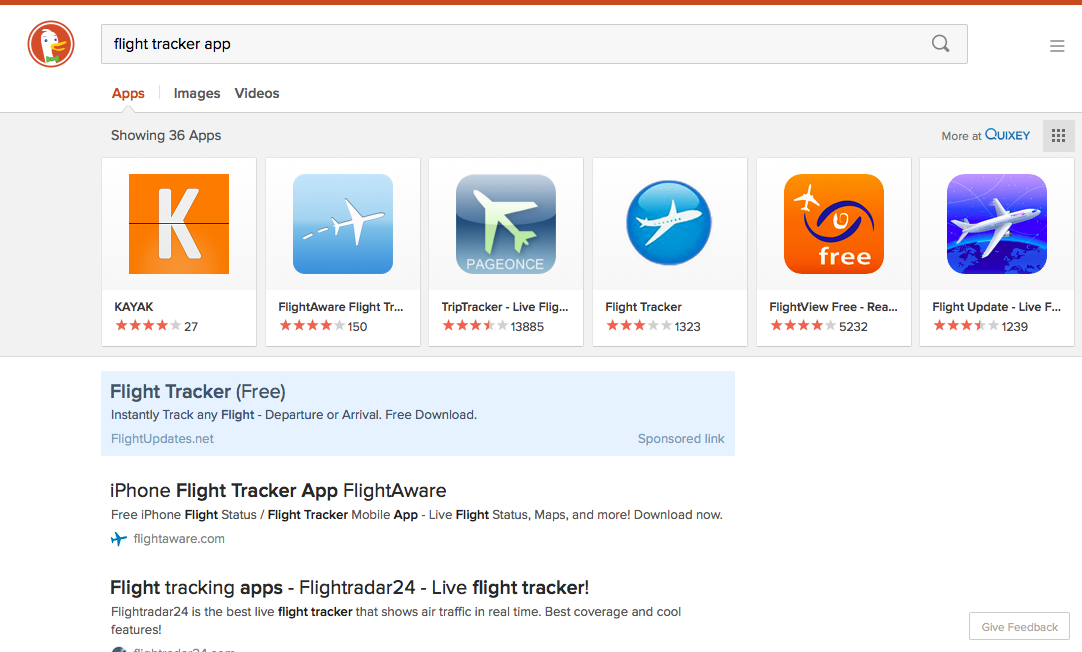 flight tracker app
Apps
Images
Videos
Showing 36 Apps
More at QUIXEY
K
PAGEONCE
free
KAYAK
27
FlightAware Flight Tr...
150
TripTracker - Live Flig...
13885
Flight Tracker
1323
FlightView Free - Rea...
5232
Flight Update - Live F...
1239
Flight Tracker (Free)
Instantly Track any Flight - Departure or Arrival. Free Download.
FlightUpdates.net
Sponsored link
iPhone Flight Tracker App FlightAware
Free iPhone Flight Status / Flight Tracker Mobile App - Live Flight Status, Maps, and more! Download now.
flightaware.com
Flight tracking apps - Flightradar24 - Live flight tracker!
Flightradar24 is the best live flight tracker that shows air traffic in real time. Best coverage and cool
features!
flightradar24.com
Give Feedback